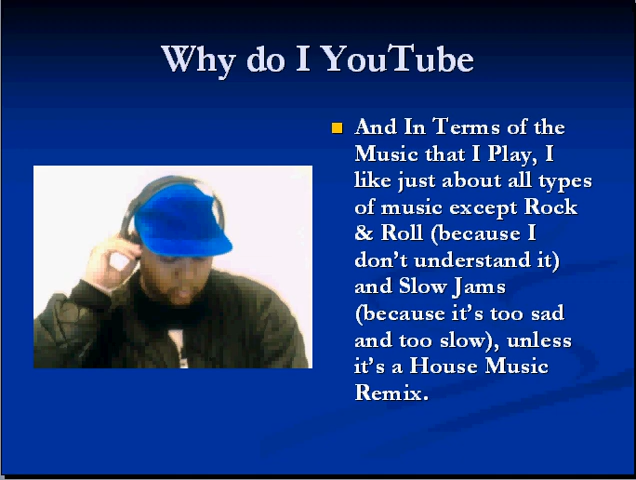 Why do I YouTube
And In Terms of the
Music that I Play, I
like just about all types
of music except Rock
& Roll (because I
don't understand it)
and Slow Jams
(because it's too sad
and too slow), unless
it's a House Music
Remix.